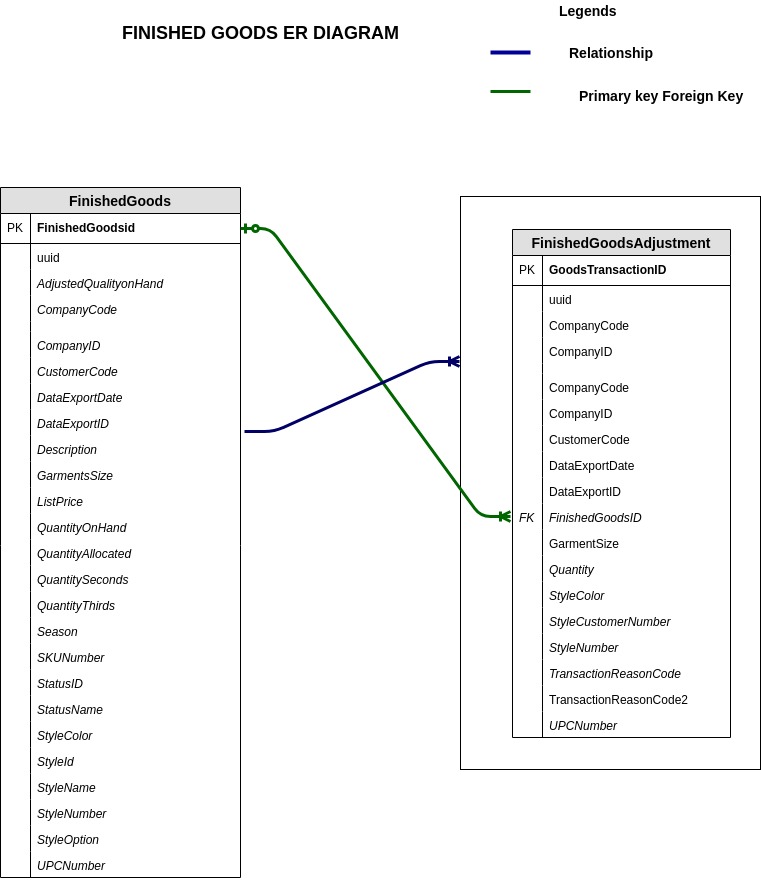 Legends
FINISHED GOODS ER DIAGRAM
Relationship
Primary key Foreign Key
FinishedGoods
PK FinishedGoodsid
uuid
AdjustedQualityonHand
CompanyCode
CompanyID
CustomerCode
DataExportDate
DataExportID
Description
GarmentsSize
ListPrice
QuantityOnHand
QuantityAllocated
QuantitySeconds
QuantityThirds
Season
SKUNumber
StatusID
StatusName
StyleColor
StyleId
StyleName
StyleNumber
StyleOption
UPCNumber
FinishedGoodsAdjustment
PK GoodsTransactionID
uuid
CompanyCode
CompanyID
CompanyCode
CompanyID
CustomerCode
DataExportDate
DataExportID
FK FinishedGoodsID
GarmentSize
Quantity
StyleColor
StyleCustomerNumber
StyleNumber
TransactionReasonCode
TransactionReasonCode2
UPCNumber